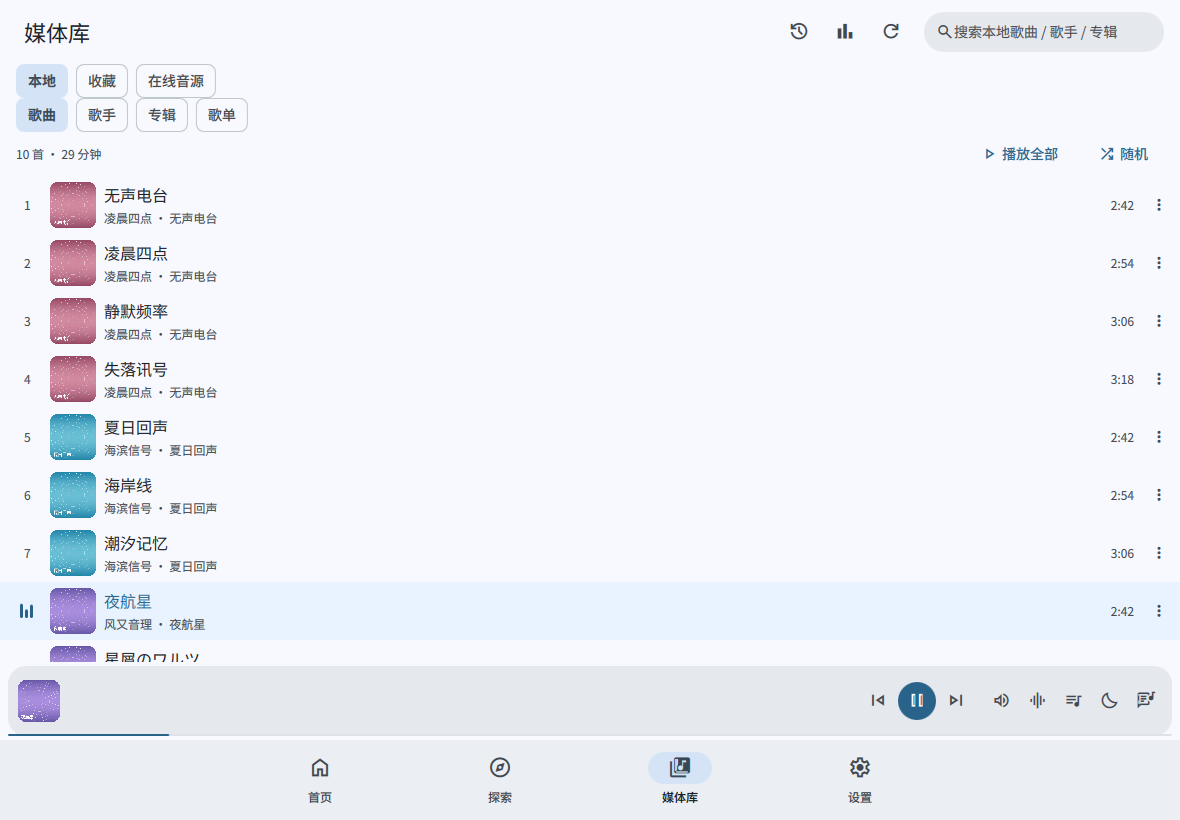 媒体库
搜索本地歌曲 / 歌手 / 专辑
本地 收藏 在线音源
歌曲 歌手 专辑 歌单
10 首 • 29 分钟
播放全部 随机
1 无声电台 2:42
凌晨四点 • 无声电台
2 凌晨四点 2:54
凌晨四点 • 无声电台
3 静默频率 3:06
凌晨四点 • 无声电台
4 失落讯号 3:18
凌晨四点 • 无声电台
5 夏日回声 2:42
海滨信号 • 夏日回声
6 海岸线 2:54
海滨信号 • 夏日回声
7 潮汐记忆 3:06
海滨信号 • 夏日回声
夜航星 2:42
风又音理 • 夜航星
星屑のワルツ
首页 探索 媒体库 设置